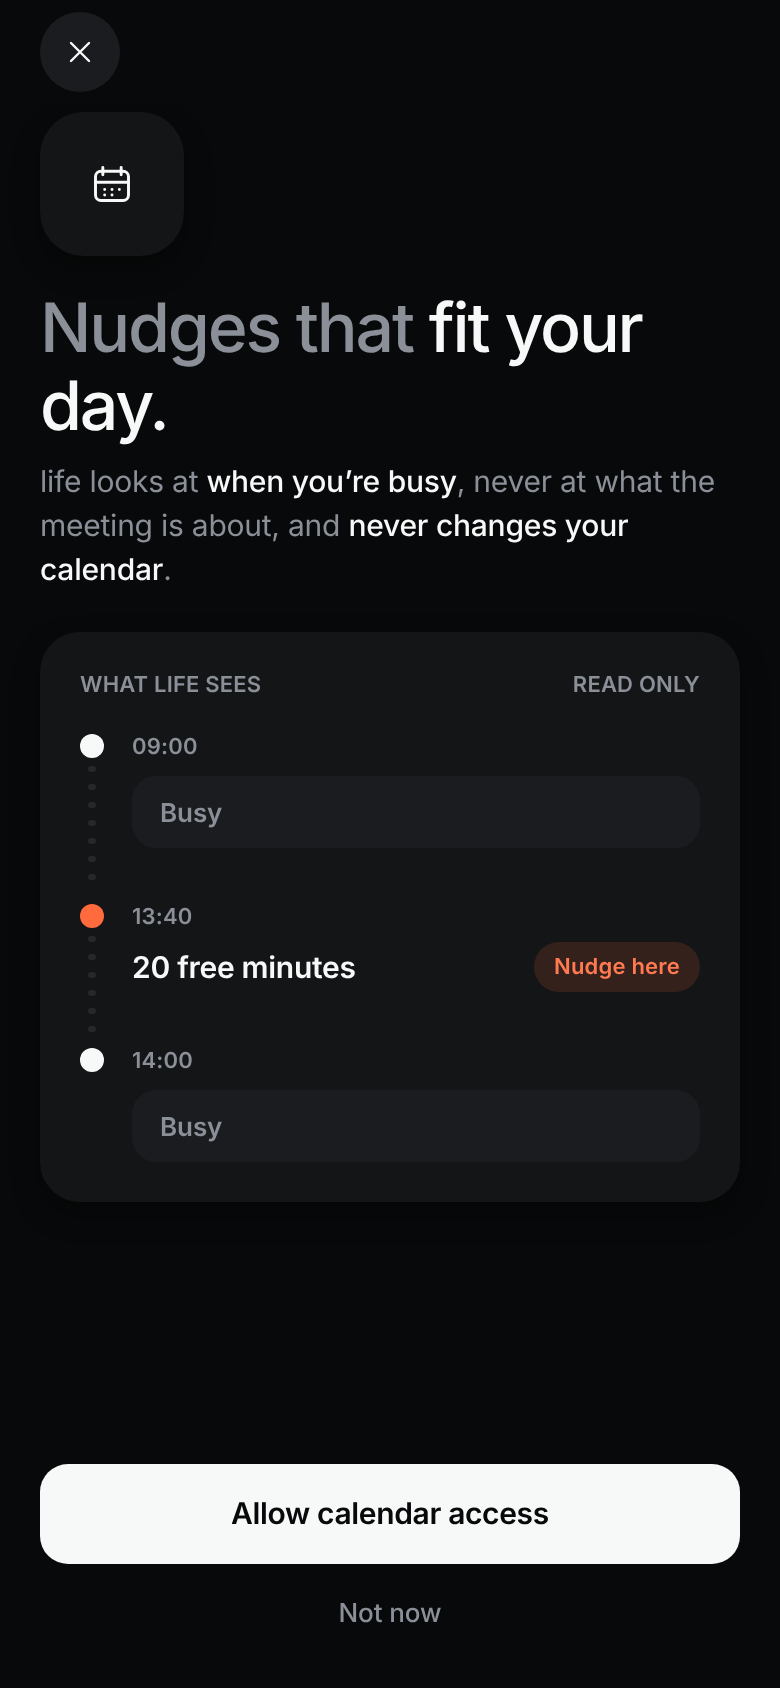 Nudges that fit your
day.
life looks at when you’re busy, never at what the
meeting is about, and never changes your
calendar.
WHAT LIFE SEES READ ONLY
09:00
Busy
13:40
20 free minutes Nudge here
14:00
Busy
Allow calendar access
Not now